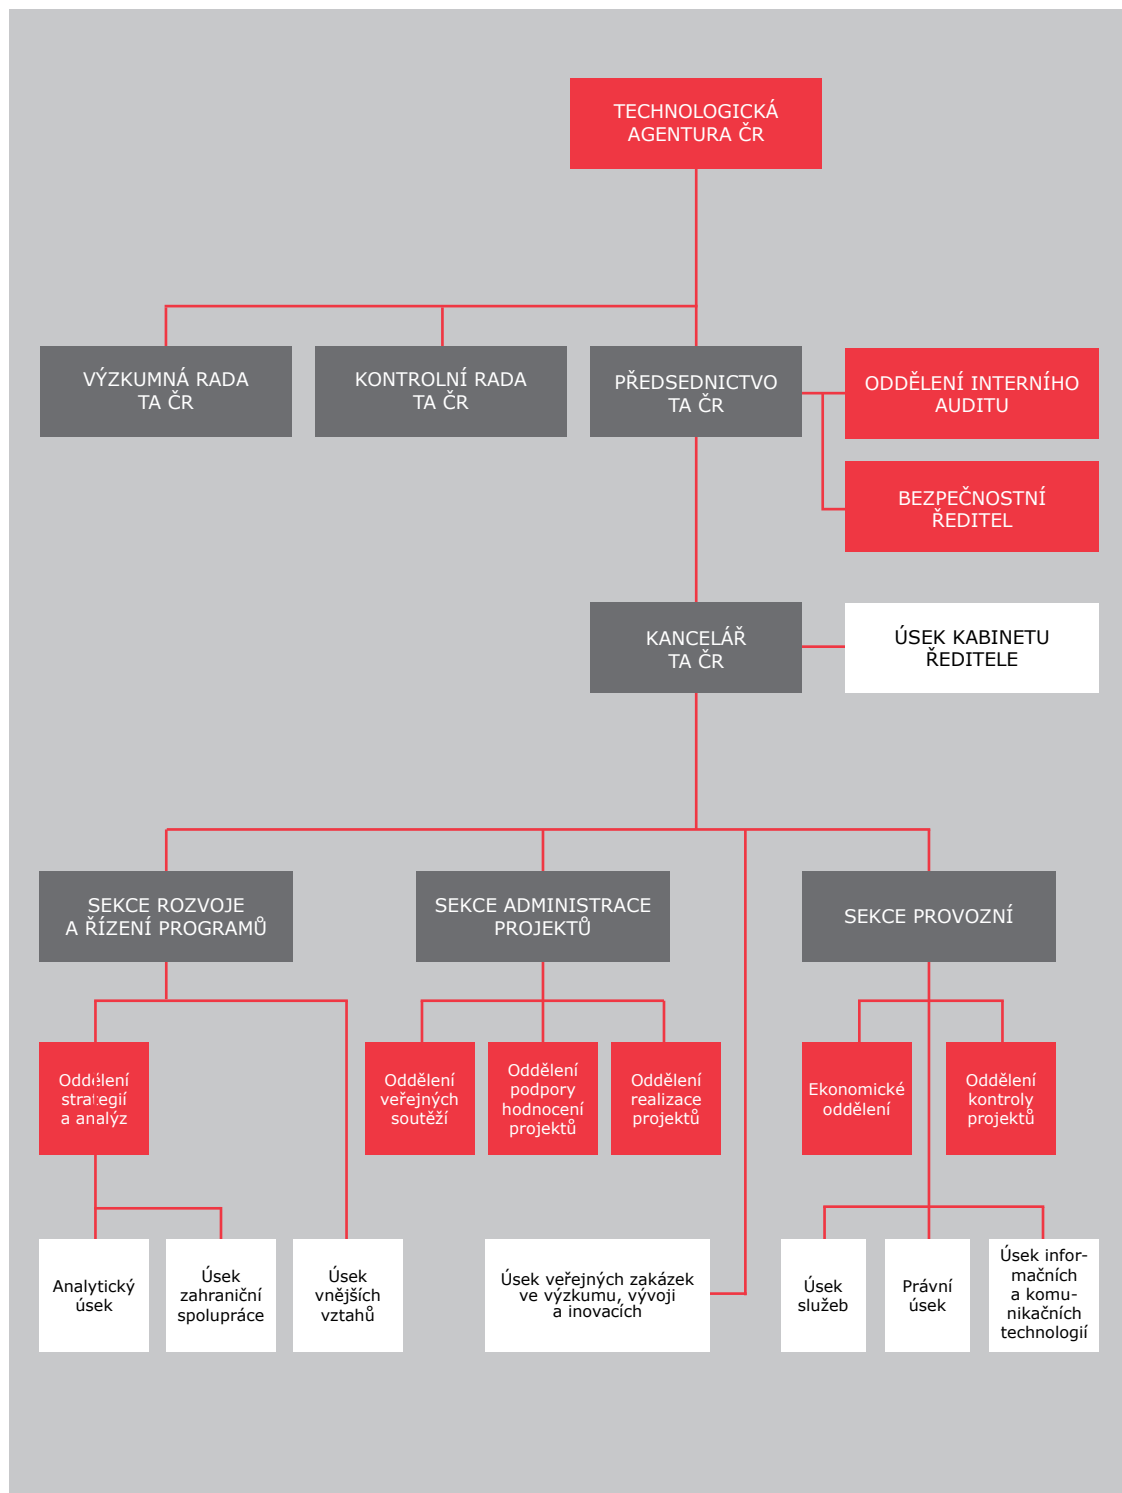 TECHNOLOGICKÁ
AGENTURA ČR
VÝZKUMNÁ RADA
TA ČR
KONTROLNÍ RADA
TA ČR
PŘEDSEDNICTVO
TA ČR
ODDĚLENÍ INTERNÍHO
AUDITU
BEZPEČNOSTNÍ
ŘEDITEL
KANCELÁŘ
TA ČR
ÚSEK KABINETU
ŘEDITELE
SEKCE ROZVOJE
A ŘÍZENÍ PROGRAMŮ
SEKCE ADMINISTRACE
PROJEKTŮ
SEKCE PROVOZNÍ
Oddělení
strategií
a analýz
Oddělení
veřejných
soutěží
Oddělení
podpory
hodnocení
projektů
Oddělení
realizace
projektů
Ekonomické
oddělení
Oddělení
kontroly
projektů
Analytický
úsek
Úsek
zahraniční
spolupráce
Úsek
vnějších
vztahů
Úsek veřejných zakázek
ve výzkumu, vývoji
a inovacích
Úsek
služeb
Právní
úsek
Úsek infor-
mačních
a komu-
nikačních
technologií